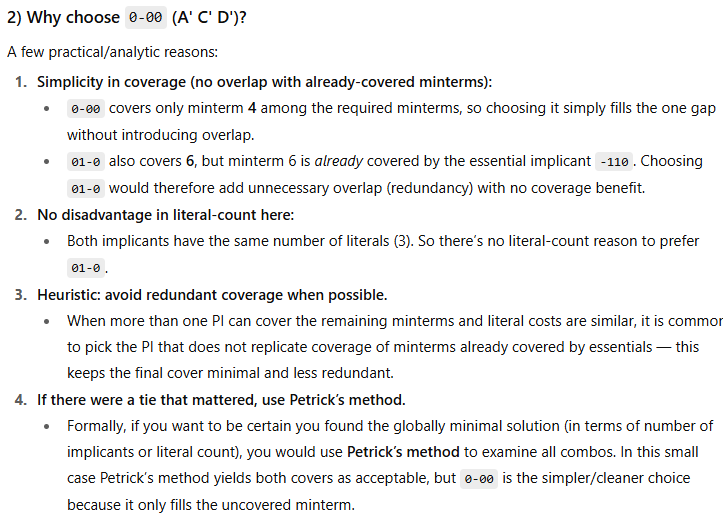 2) Why choose 0-00 (A' C' D')?
A few practical/analytic reasons:
1. Simplicity in coverage (no overlap with already-covered minterms):
• 0-00 covers only minterm 4 among the required minterms, so choosing it simply fills the one gap
without introducing overlap.
• 01-0 also covers 6, but minterm 6 is already covered by the essential implicant -110. Choosing
01-0 would therefore add unnecessary overlap (redundancy) with no coverage benefit.
2. No disadvantage in literal-count here:
• Both implicants have the same number of literals (3). So there's no literal-count reason to prefer
01-0.
3. Heuristic: avoid redundant coverage when possible.
• When more than one PI can cover the remaining minterms and literal costs are similar, it is common
to pick the PI that does not replicate coverage of minterms already covered by essentials — this
keeps the final cover minimal and less redundant.
4. If there were a tie that mattered, use Petrick's method.
• Formally, if you want to be certain you found the globally minimal solution (in terms of number of
implicants or literal count), you would use Petrick's method to examine all combos. In this small
case Petrick's method yields both covers as acceptable, but 0-00 is the simpler/cleaner choice
because it only fills the uncovered minterm.